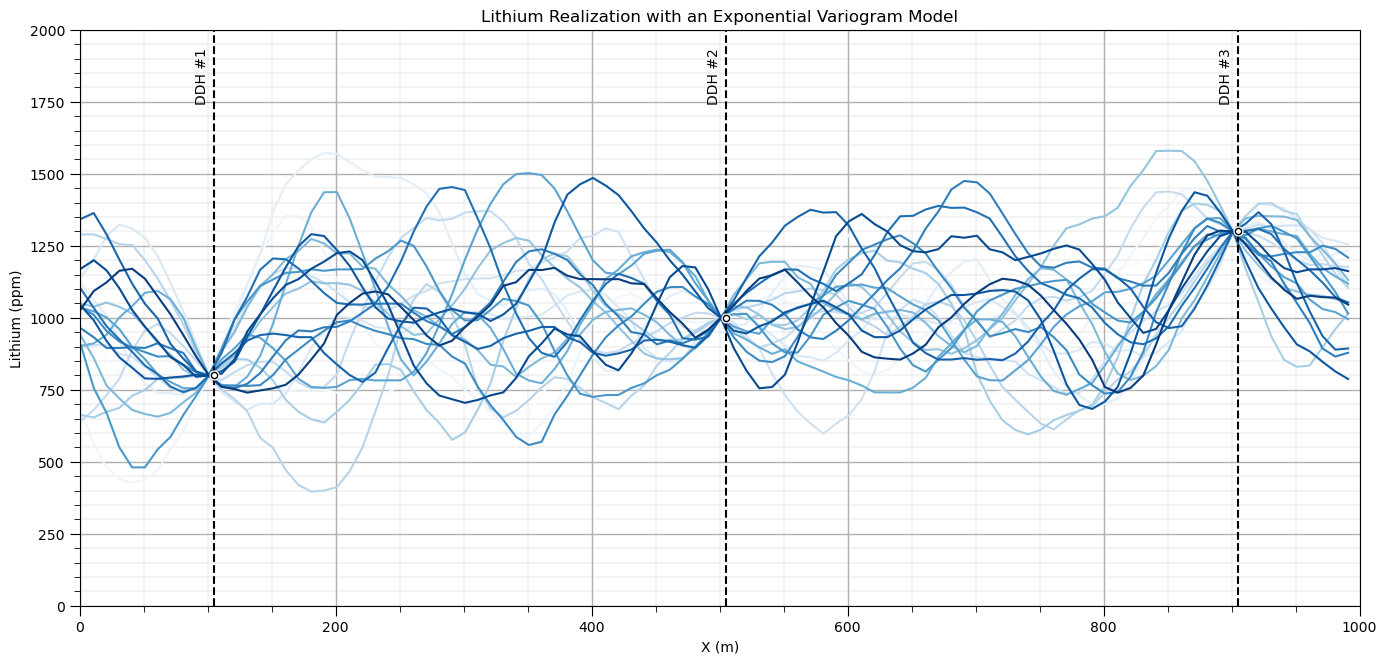 Lithium Realization with an Exponential Variogram Model
Lithium (ppm)
2000
1750
1500
1250
1000
750
500
250
0
DDH #1
DDH #2
DDH #3
0
200
400
600
800
1000
X (m)